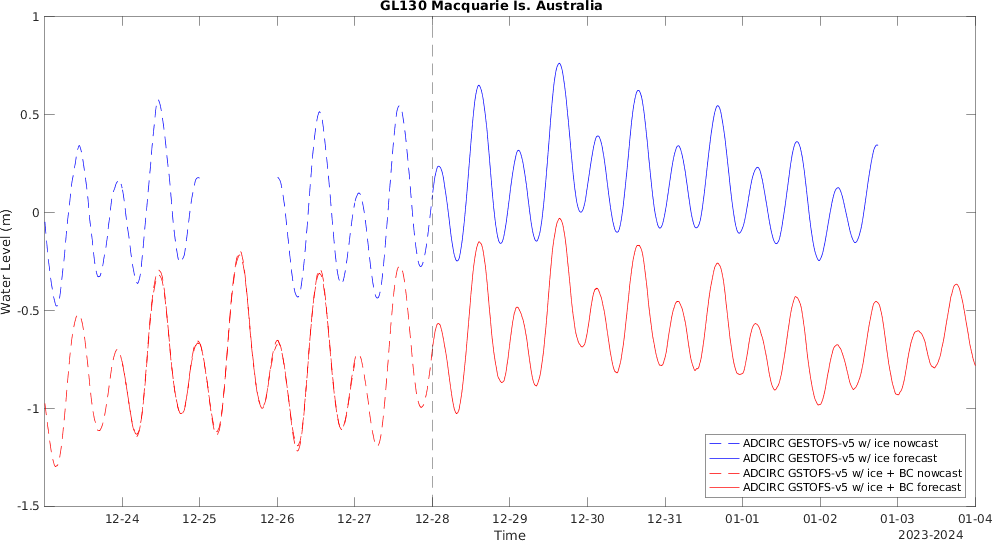 GL130 Macquarie Is. Australia
1
0.5
0
-0.5
-1
-1.5
Water Level (m)
12-24 12-25 12-26 12-27 12-28 12-29 12-30 12-31 01-01 01-02 01-03 01-04
Time
2023-2024
ADCIRC GESTOFS-v5 w/ ice nowcast
ADCIRC GESTOFS-v5 w/ ice forecast
ADCIRC GSTOFS-v5 w/ ice + BC nowcast
ADCIRC GSTOFS-v5 w/ ice + BC forecast